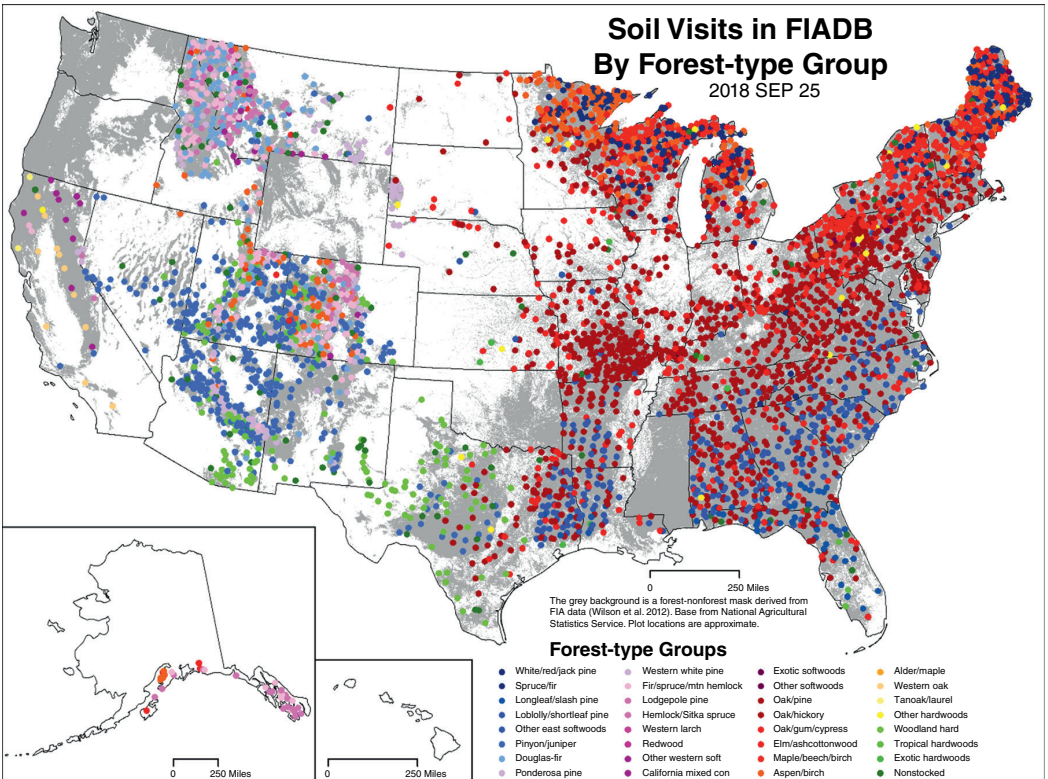 Soil Visits in FIADB
By Forest-type Group
2018 SEP 25
0 250 Miles
The grey background is a forest-nonforest mask derived from
FIA data (Wilson et al. 2012). Base from National Agricultural
Statistics Service. Plot locations are approximate.
Forest-type Groups
White/red/jack pine
Spruce/fir
Longleaf/slash pine
Loblolly/shortleaf pine
Other east softwoods
Pinyon/juniper
Douglas-fir
Ponderosa pine
Western white pine
Fir/spruce/mtn hemlock
Lodgepole pine
Hemlock/Sitka spruce
Western larch
Redwood
Other western soft
California mixed con
Exotic softwoods
Other softwoods
Oak/pine
Oak/hickory
Oak/gum/cypress
Elm/ashcottonwood
Maple/beech/birch
Aspen/birch
Alder/maple
Western oak
Tanoak/laurel
Other hardwoods
Woodland hard
Tropical hardwoods
Exotic hardwoods
Nonstocked
0 250 Miles
0 250 Miles